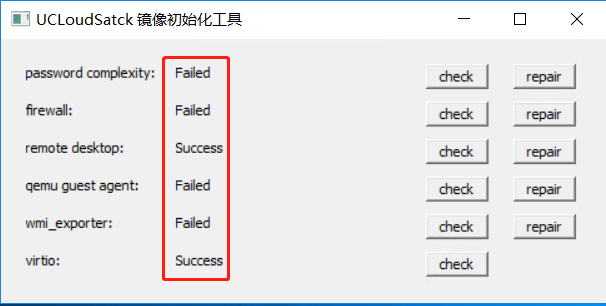 UCLoudSatck 镜像初始化工具
password complexity: Failed check repair
firewall: Failed check repair
remote desktop: Success check repair
qemu guest agent: Failed check repair
wmi_exporter: Failed check repair
virtio: Success check